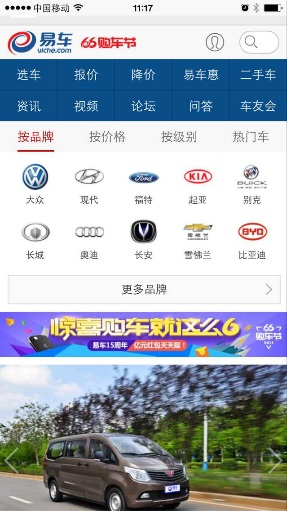 中国移动 11:17
易车 yiche.com 66购车节
选车 报价 降价 易车惠 二手车
资讯 视频 论坛 问答 车友会
按品牌 按价格 按级别 热门车
大众 现代 福特 起亚 别克
长城 奥迪 长安 雪佛兰 比亚迪
更多品牌
惊喜购车就这么6 66购车节
易车15周年 亿元红包天天抢!